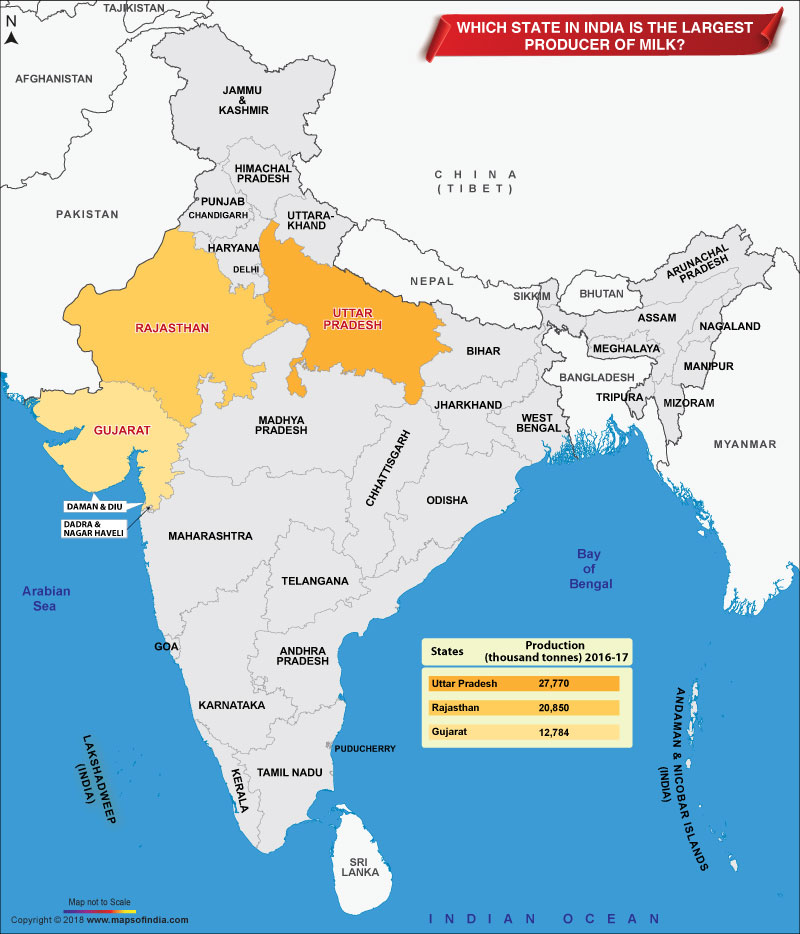 WHICH STATE IN INDIA IS THE LARGEST
PRODUCER OF MILK?
N
TAJIKISTAN
AFGHANISTAN
JAMMU
&
KASHMIR
CHINA
(TIBET)
HIMACHAL
PRADESH
PUNJAB
CHANDIGARH
PAKISTAN
UTTARA-
KHAND
HARYANA
DELHI
ARUNACHAL
PRADESH
NEPAL
SIKKIM
BHUTAN
RAJASTHAN
UTTAR
PRADESH
ASSAM
NAGALAND
BIHAR
MEGHALAYA
MANIPUR
BANGLADESH
TRIPURA
MIZORAM
GUJARAT
MADHYA
PRADESH
JHARKHAND
WEST
BENGAL
MYANMAR
CHHATTISGARH
ODISHA
DAMAN & DIU
DADRA &
NAGAR HAVELI
MAHARASHTRA
Arabian
Sea
TELANGANA
Bay
of
Bengal
GOA
ANDHRA
PRADESH
KARNATAKA
States
Production
(thousand tonnes) 2016-17
Uttar Pradesh 27,770
Rajasthan 20,850
Gujarat 12,784
PUDUCHERRY
LAKSHADWEEP
(INDIA)
KERALA
TAMIL NADU
ANDAMAN & NICOBAR ISLANDS
(INDIA)
SRI
LANKA
Map not to Scale
Copyright © 2018 www.mapsofindia.com
INDIAN OCEAN